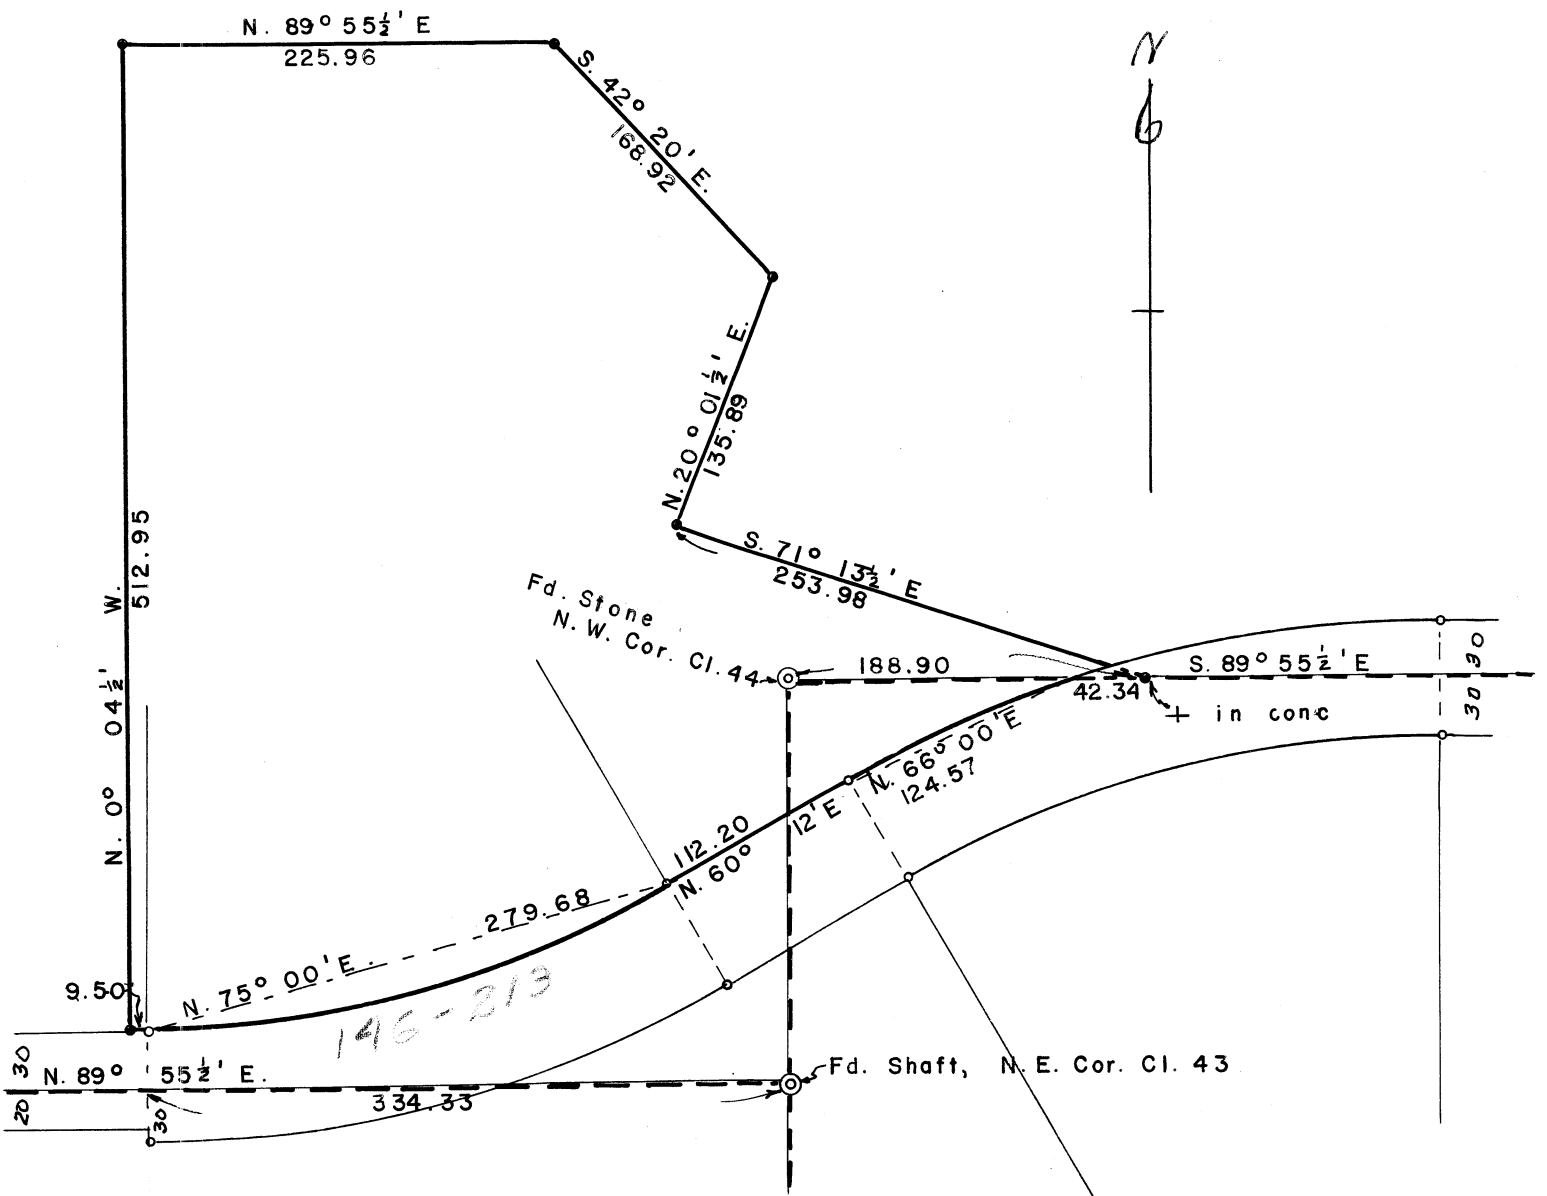 N. 89° 55½' E
225.96
N
S. 42° 20' E.
168.92
N. 20° 01½' E.
135.89
S. 71° 13½' E
253.98
N. 0° 04½' W.
512.95
Fd. Stone
N. W. Cor. Cl. 44
188.90
S. 89° 55½' E
42.34
+ in conc
30
30
N. 66° 00' E
124.57
112.20
N. 60° 12' E
279.68
N. 75° 00' E.
9.50
146-213
30
N. 89° 55½' E.
334.33
Fd. Shaft, N. E. Cor. Cl. 43
20
30